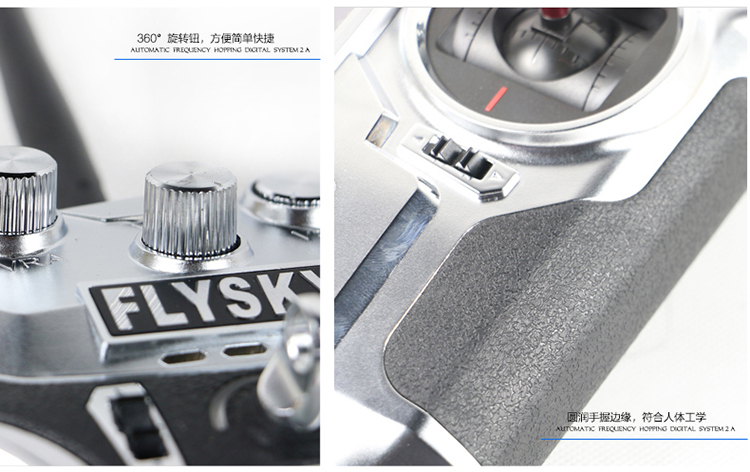 360° 旋转钮，方便简单快捷
AUTOMATIC FREQUENCY HOPPING DIGITAL SYSTEM 2 A
FLYSKY
圆润手握边缘，符合人体工学
AUTOMATIC FREQUENCY HOPPING DIGITAL SYSTEM 2 A